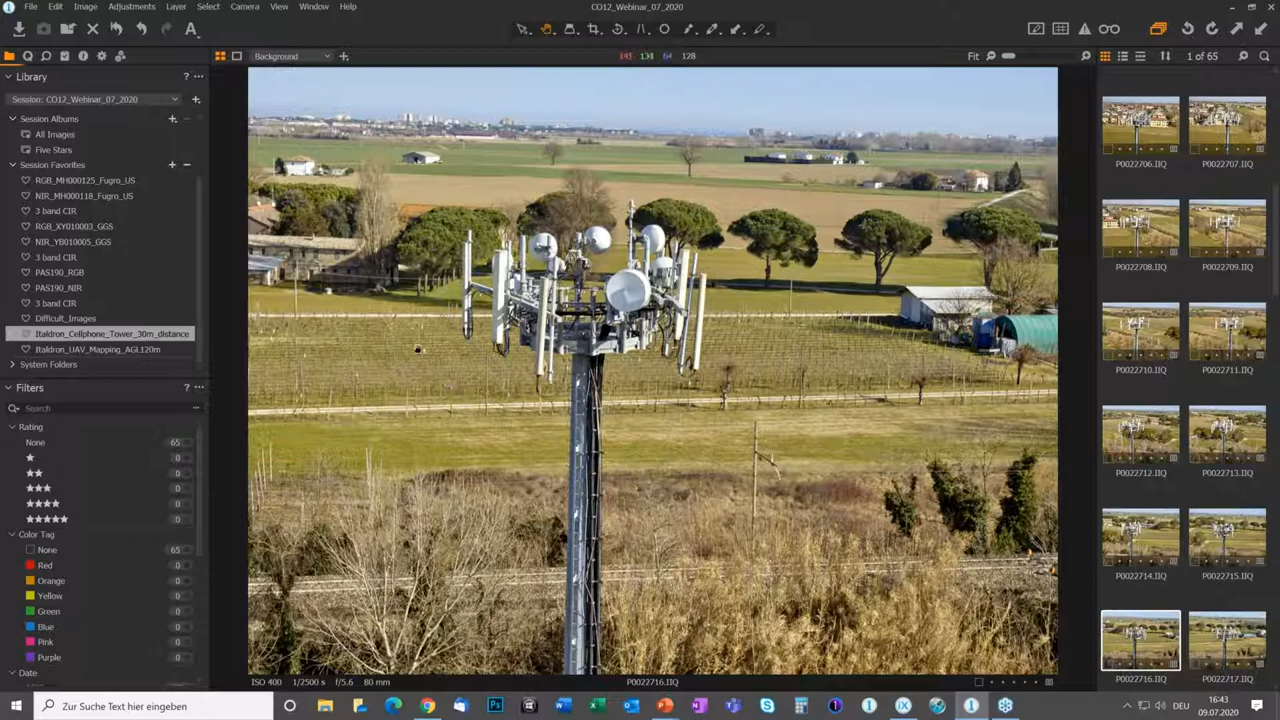 File Edit Image Adjustments Layer Select Camera View Window Help
CO12_Webinar_07_2020
Background
128
Fit
1 of 65
Library
Session: CO12_Webinar_07_2020
Session Albums
All Images
Five Stars
Session Favorites
RGB_MH000125_Fugro_US
NIR_MH000118_Fugro_US
3 band CIR
RGB_XY010003_GGS
NIR_YB010005_GGS
3 band CIR
PAS190_RGB
PAS190_NIR
3 band CIR
Difficult_Images
Italdron_Cellphone_Tower_30m_distance
Italdron_UAV_Mapping_AGL120m
System Folders
Filters
Search
Rating
None 65
0
0
0
0
0
Color Tag
None 65
Red 0
Orange 0
Yellow 0
Green 0
Blue 0
Pink 0
Purple 0
Date
ISO 400 1/2500 s f/5.6 80 mm
P0022716.IIQ
P0022706.IIQ P0022707.IIQ
P0022708.IIQ P0022709.IIQ
P0022710.IIQ P0022711.IIQ
P0022712.IIQ P0022713.IIQ
P0022714.IIQ P0022715.IIQ
P0022716.IIQ P0022717.IIQ
Zur Suche Text hier eingeben
DEU
16:43
09.07.2020